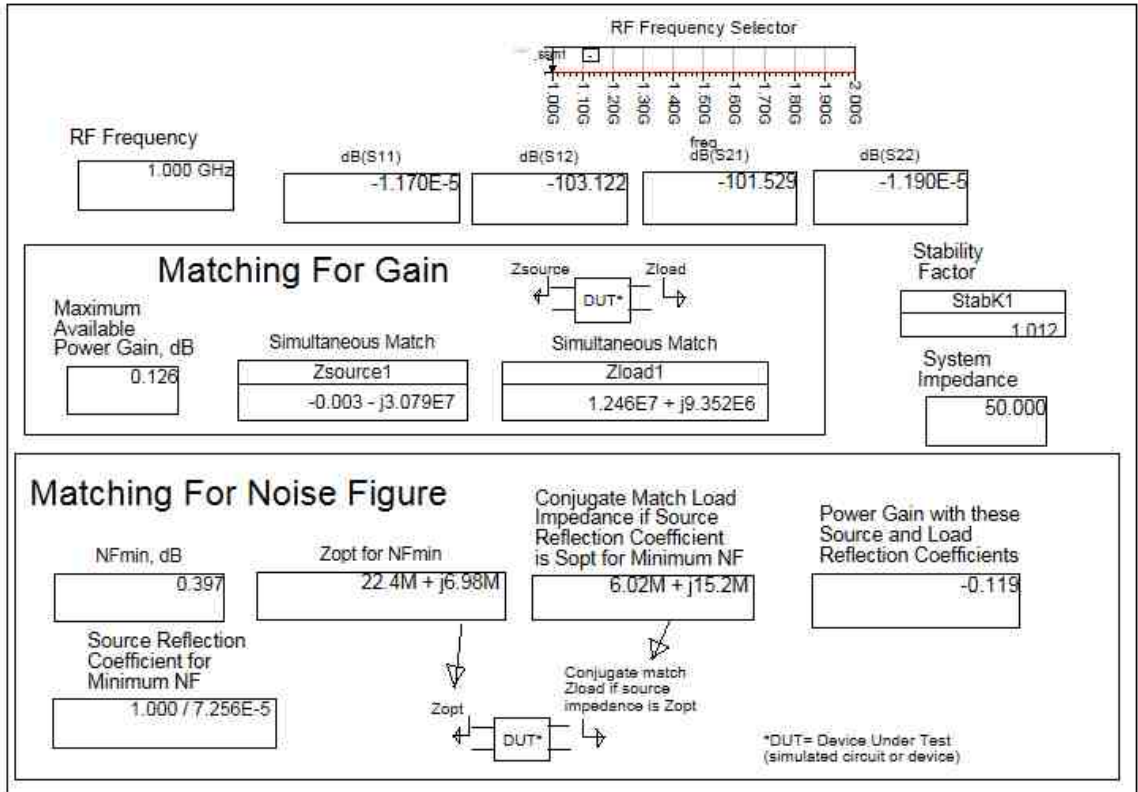 RF Frequency Selector
1.00G
1.10G
1.20G
1.30G
1.40G
1.50G
1.60G
1.70G
1.80G
1.90G
2.00G
freq
RF Frequency
1.000 GHz
dB(S11)
-1.170E-5
dB(S12)
-103.122
dB(S21)
-101.529
dB(S22)
-1.190E-5
Matching For Gain
Zsource
Zload
DUT*
Maximum
Available
Power Gain, dB
0.126
Simultaneous Match
Zsource1
-0.003 - j3.079E7
Simultaneous Match
Zload1
1.246E7 + j9.352E6
Stability
Factor
StabK1
1.012
System
Impedance
50.000
Matching For Noise Figure
NFmin, dB
0.397
Zopt for NFmin
22.4M + j6.98M
Conjugate Match Load
Impedance if Source
Reflection Coefficient
is Sopt for Minimum NF
6.02M + j15.2M
Power Gain with these
Source and Load
Reflection Coefficients
-0.119
Source Reflection
Coefficient for
Minimum NF
1.000 / 7.256E-5
Zopt
DUT*
Conjugate match
Zload if source
impedance is Zopt
*DUT= Device Under Test
(simulated circuit or device)